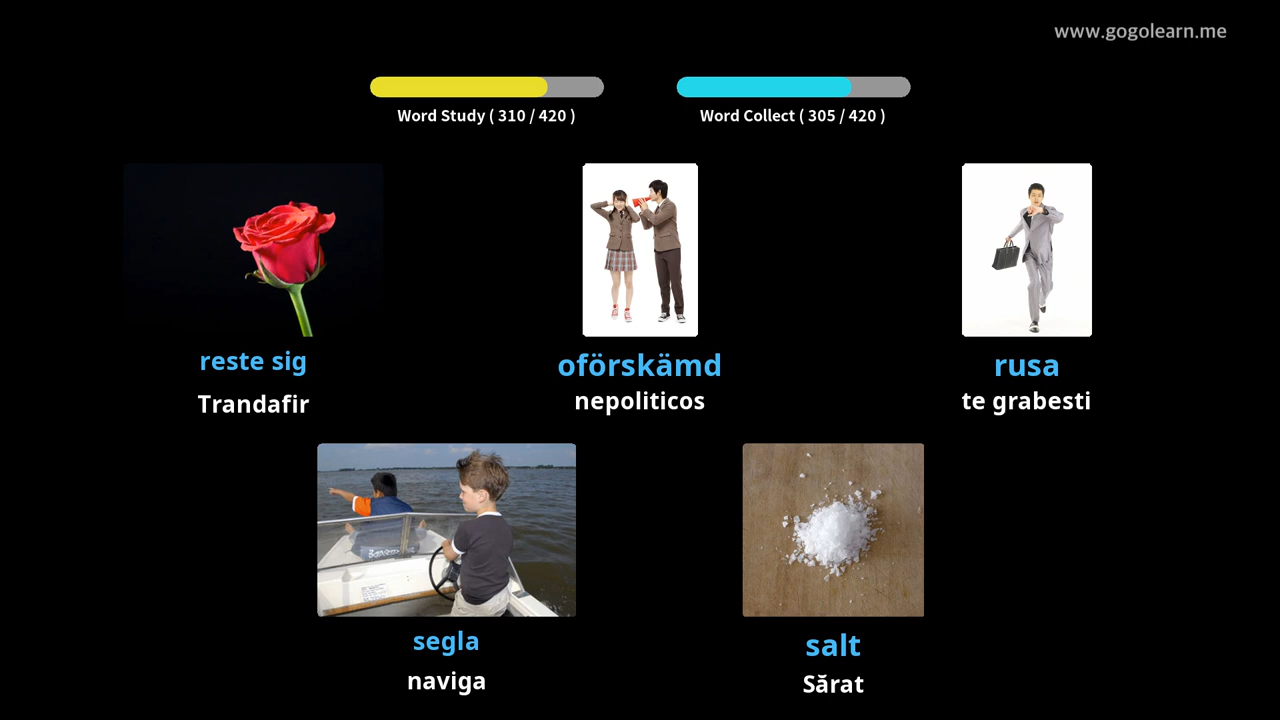 www.gogolearn.me
Word Study ( 310 / 420 )
Word Collect ( 305 / 420 )
reste sig
Trandafir
oförskämd
nepoliticos
rusa
te grabesti
segla
naviga
salt
Sărat